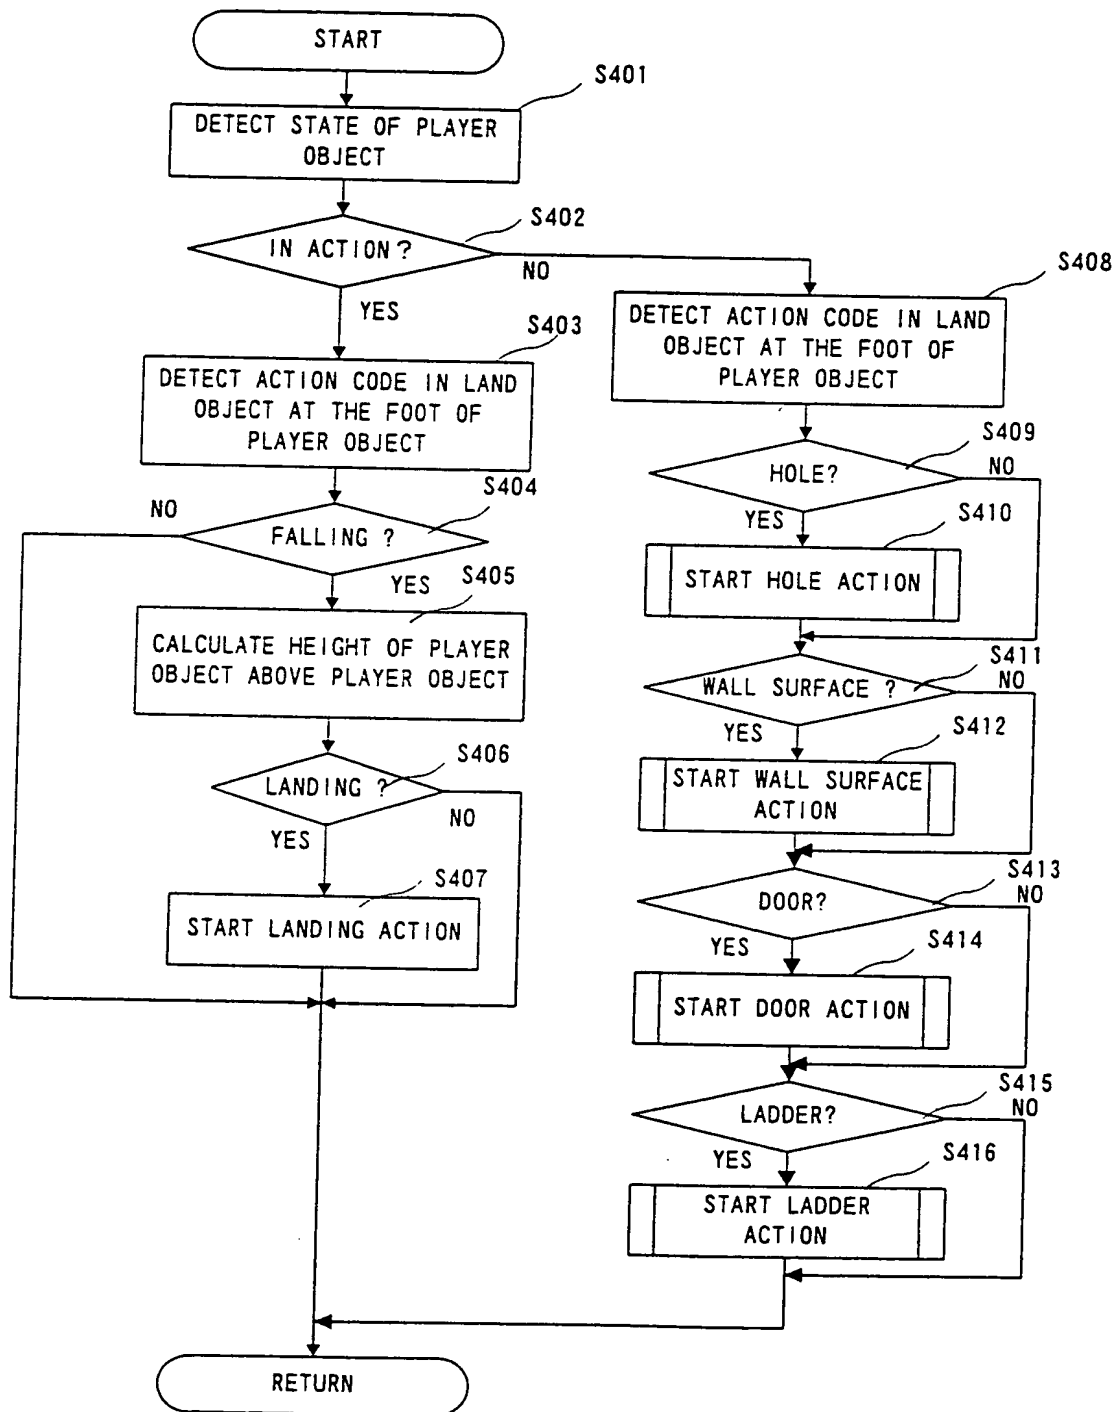 START
S401
DETECT STATE OF PLAYER
OBJECT
S402
IN ACTION?
NO
YES
S403
DETECT ACTION CODE IN LAND
OBJECT AT THE FOOT OF
PLAYER OBJECT
S404
NO
FALLING ?
YES
S405
CALCULATE HEIGHT OF PLAYER
OBJECT ABOVE PLAYER OBJECT
S406
LANDING ?
NO
YES
S407
START LANDING ACTION
S408
DETECT ACTION CODE IN LAND
OBJECT AT THE FOOT OF
PLAYER OBJECT
S409
HOLE?
NO
YES
S410
START HOLE ACTION
S411
WALL SURFACE ?
NO
YES
S412
START WALL SURFACE
ACTION
S413
DOOR?
NO
YES
S414
START DOOR ACTION
S415
LADDER?
NO
YES
S416
START LADDER
ACTION
RETURN